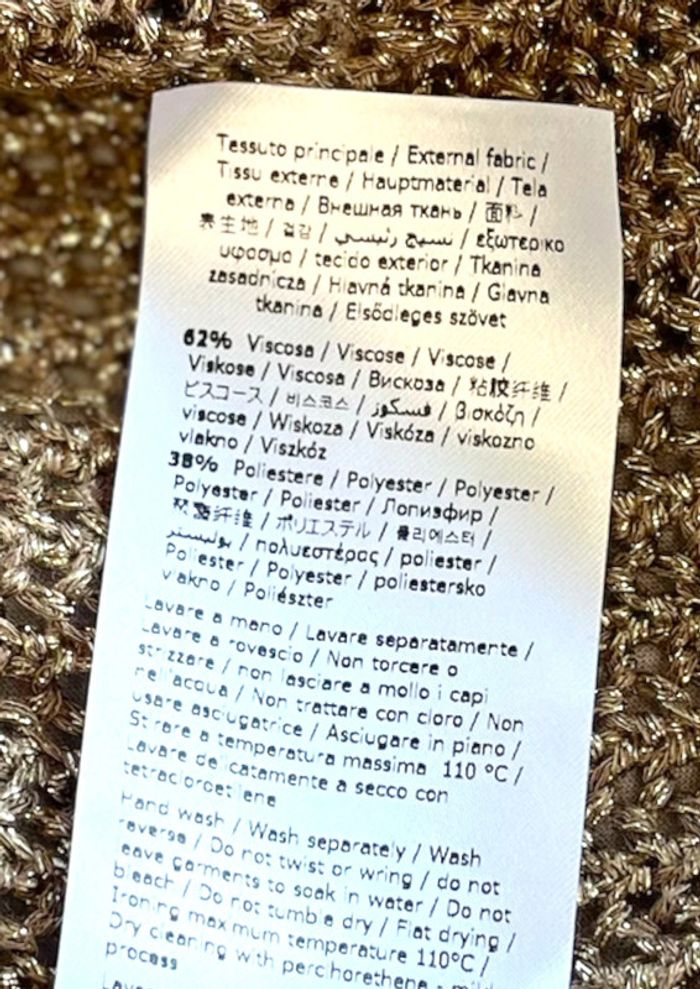 Tessuto principale / External fabric /
Tissu externe / Hauptmaterial / Tela
externa / Внешная ткань / 面料 /
表生地 / 겉감 / نسيج رئيسي / εξωτερικο
υφασμα / tecido exterior / Tkanina
zasadnicza / Hlavná tkanina / Glavna
tkanina / Elsődleges szövet
62% Viscosa / Viscose / Viscose /
Viskose / Viscosa / Вискоза / 粘胶纤维 /
ビスコース / 비스코스 / فسكوز / βισκόζη /
viscose / Wiskoza / Viskóza / viskozno
vlakno / Viszkóz
38% Poliestere / Polyester / Polyester /
Polyester / Poliester / Полиэфир /
聚酯纤维 / ポリエステル / 폴리에스터 /
بوليستر / πολυεστέρας / poliester /
Poliester / Polyester / poliestersko
vlakno / Poliészter
Lavare a mano / Lavare separatamente /
Lavare a rovescio / Non torcere o
strizzare / non lasciare a mollo i capi
nell'acqua / Non trattare con cloro / Non
usare asciugatrice / Asciugare in piano /
Stirare a temperatura massima 110 °C /
Lavare delicatamente a secco con
tetracloroetilene
Hand wash / Wash separately / Wash
reverse / Do not twist or wring / do not
leave garments to soak in water / Do not
bleach / Do not tumble dry / Flat drying /
Ironing maximum temperature 110°C /
Dry cleaning with perclhorethene - mild
process